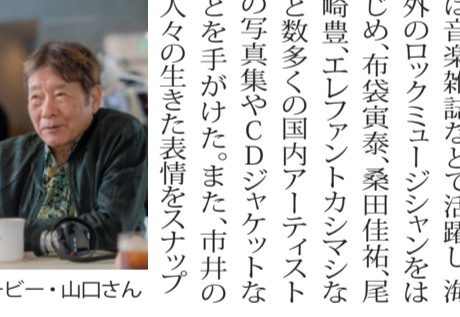 は音楽雑誌などで活躍し、海
外のロックミュージシャンをは
じめ、布袋寅泰、桑田佳祐、尾
崎豊、エレファントカシマシな
ど数多くの国内アーティスト
の写真集やCDジャケットな
どを手がけた。また、市井の
人々の生きた表情をスナップ
ービー・山口さん